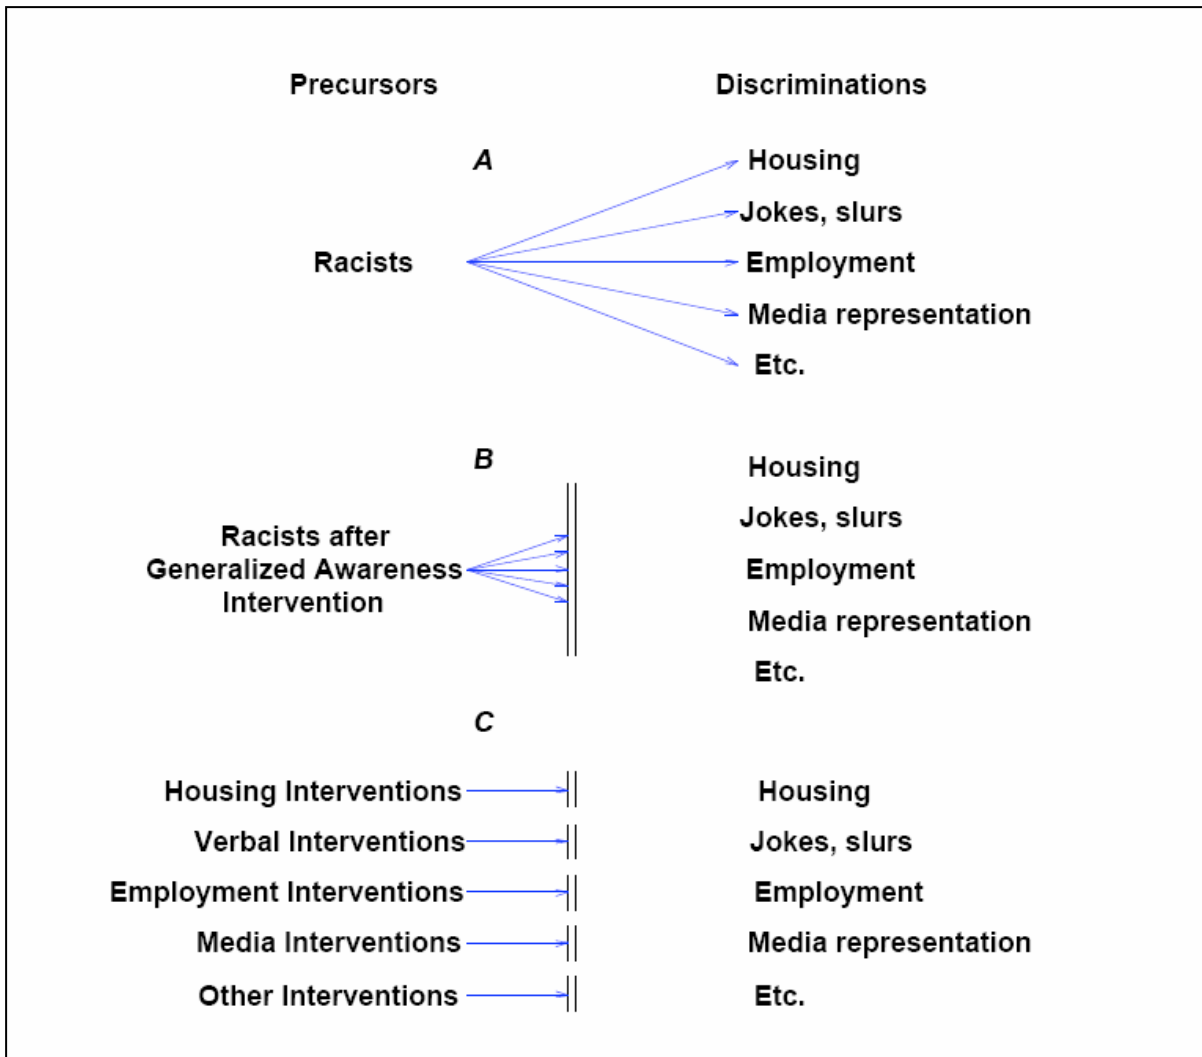 Precursors Discriminations
A
Housing
Jokes, slurs
Racists Employment
Media representation
Etc.
B
Housing
Jokes, slurs
Racists after
Generalized Awareness Employment
Intervention
Media representation
Etc.
C
Housing Interventions Housing
Verbal Interventions Jokes, slurs
Employment Interventions Employment
Media Interventions Media representation
Other Interventions Etc.